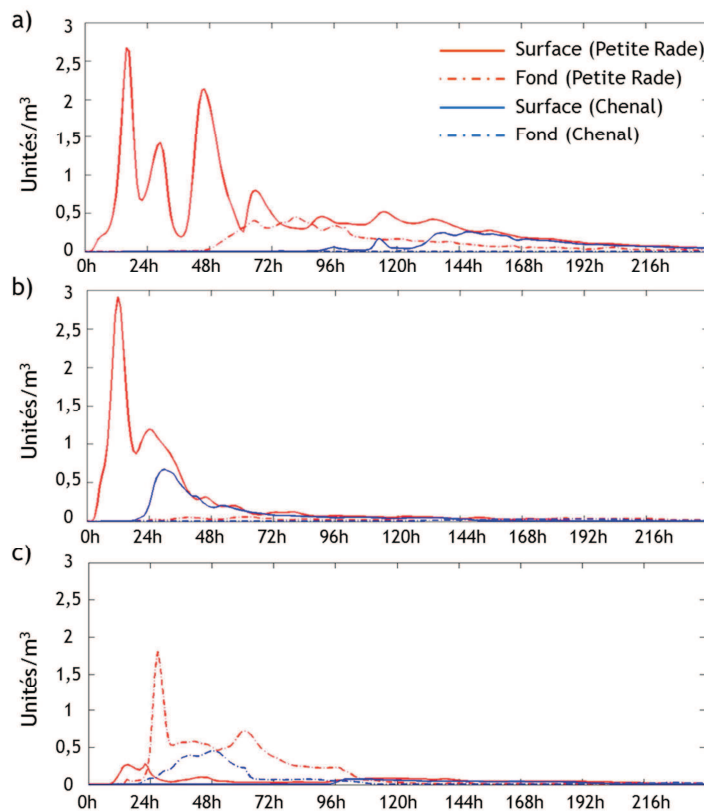 a)
3
2,5
2
1,5
1
0,5
0
Unités/m³
Surface (Petite Rade)
Fond (Petite Rade)
Surface (Chenal)
Fond (Chenal)
0h 24h 48h 72h 96h 120h 144h 168h 192h 216h
b)
3
2,5
2
1,5
1
0,5
0
Unités/m³
0h 24h 48h 72h 96h 120h 144h 168h 192h 216h
c)
3
2,5
2
1,5
1
0,5
0
Unités/m³
0h 24h 48h 72h 96h 120h 144h 168h 192h 216h